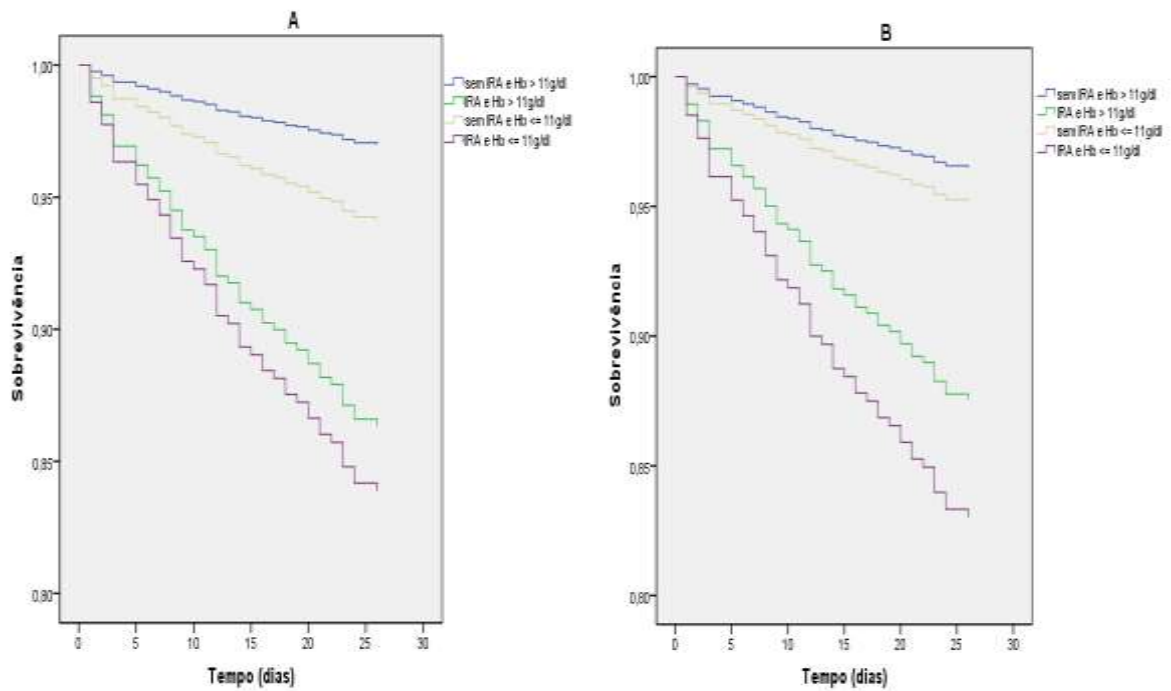 A
1,00
0,95
0,90
0,85
0,80
Sobrevivência
0 5 10 15 20 25 30
Tempo (dias)
sem IRA e Hb > 11g/dl
IRA e Hb > 11g/dl
sem IRA e Hb <= 11g/dl
IRA e Hb <= 11g/dl
B
1,00
0,95
0,90
0,85
0,80
Sobrevivência
0 5 10 15 20 25 30
Tempo (dias)
sem IRA e Hb > 11g/dl
IRA e Hb > 11g/dl
sem IRA e Hb <= 11g/dl
IRA e Hb <= 11g/dl